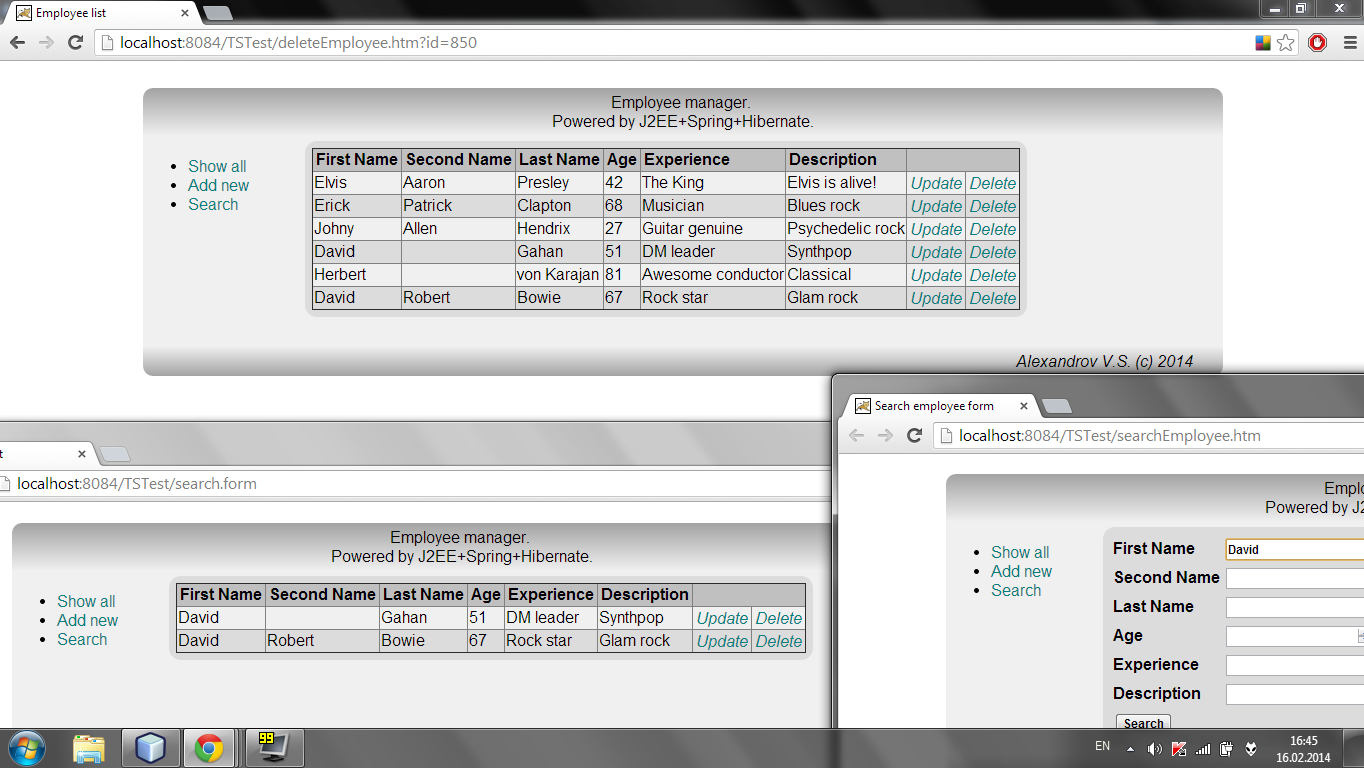 Employee list
localhost:8084/TSTest/deleteEmployee.htm?id=850
Employee manager.
Powered by J2EE+Spring+Hibernate.
Show all
Add new
Search
First Name Second Name Last Name Age Experience Description
Elvis Aaron Presley 42 The King Elvis is alive! Update Delete
Erick Patrick Clapton 68 Musician Blues rock Update Delete
Johny Allen Hendrix 27 Guitar genuine Psychedelic rock Update Delete
David Gahan 51 DM leader Synthpop Update Delete
Herbert von Karajan 81 Awesome conductor Classical Update Delete
David Robert Bowie 67 Rock star Glam rock Update Delete
Alexandrov V.S. (c) 2014
t
localhost:8084/TSTest/search.form
Employee manager.
Powered by J2EE+Spring+Hibernate.
Show all
Add new
Search
First Name Second Name Last Name Age Experience Description
David Gahan 51 DM leader Synthpop Update Delete
David Robert Bowie 67 Rock star Glam rock Update Delete
Search employee form
localhost:8084/TSTest/searchEmployee.htm
Emplo
Powered by J2
Show all
Add new
Search
First Name David
Second Name
Last Name
Age
Experience
Description
Search
99
EN
16:45
16.02.2014